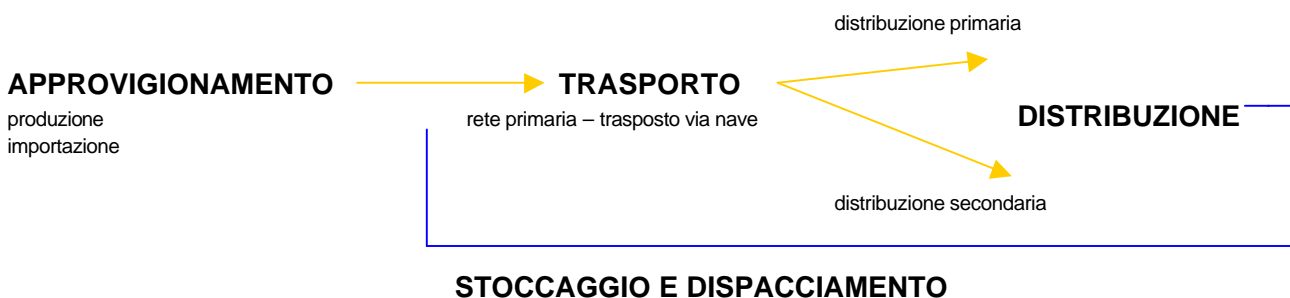 distribuzione primaria
APPROVIGIONAMENTO
TRASPORTO
produzione
importazione
rete primaria – trasposto via nave
DISTRIBUZIONE
distribuzione secondaria
STOCCAGGIO E DISPACCIAMENTO